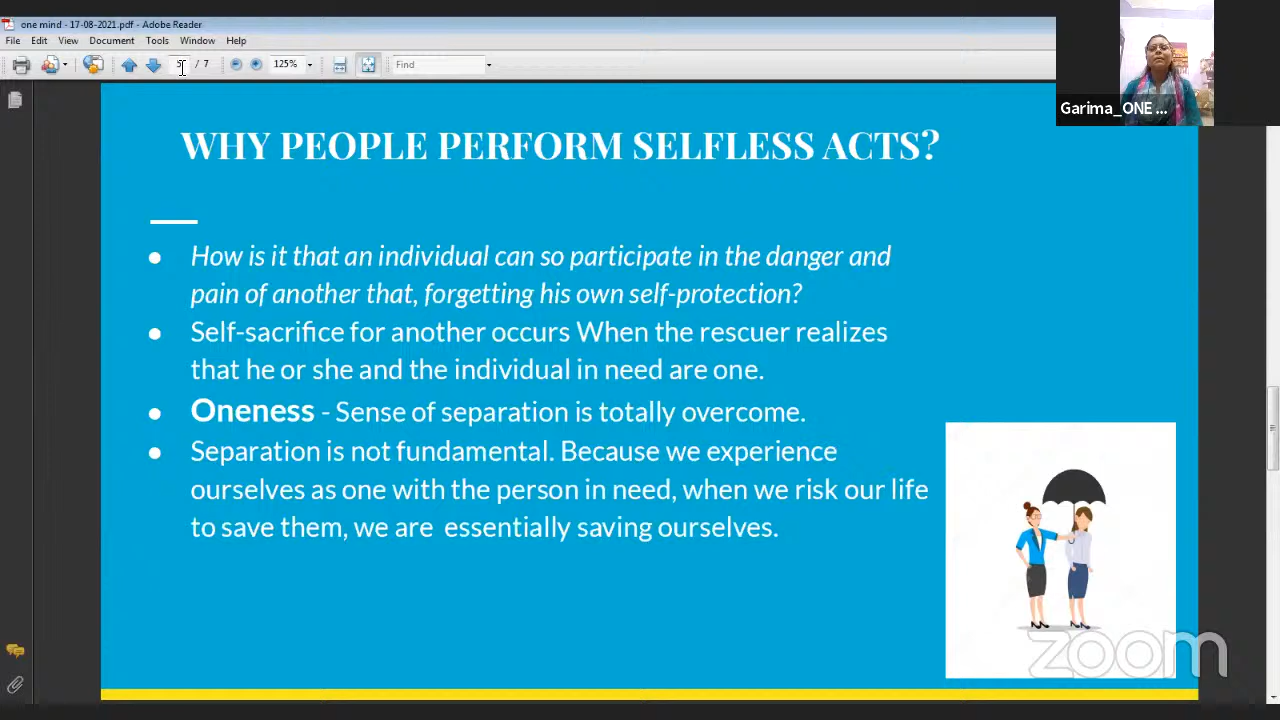 one mind - 17-08-2021.pdf - Adobe Reader
File Edit View Document Tools Window Help
5 / 7 125% Find
Garima_ONE ...
WHY PEOPLE PERFORM SELFLESS ACTS?
● How is it that an individual can so participate in the danger and
pain of another that, forgetting his own self-protection?
● Self-sacrifice for another occurs When the rescuer realizes
that he or she and the individual in need are one.
● Oneness - Sense of separation is totally overcome.
● Separation is not fundamental. Because we experience
ourselves as one with the person in need, when we risk our life
to save them, we are essentially saving ourselves.
zoom